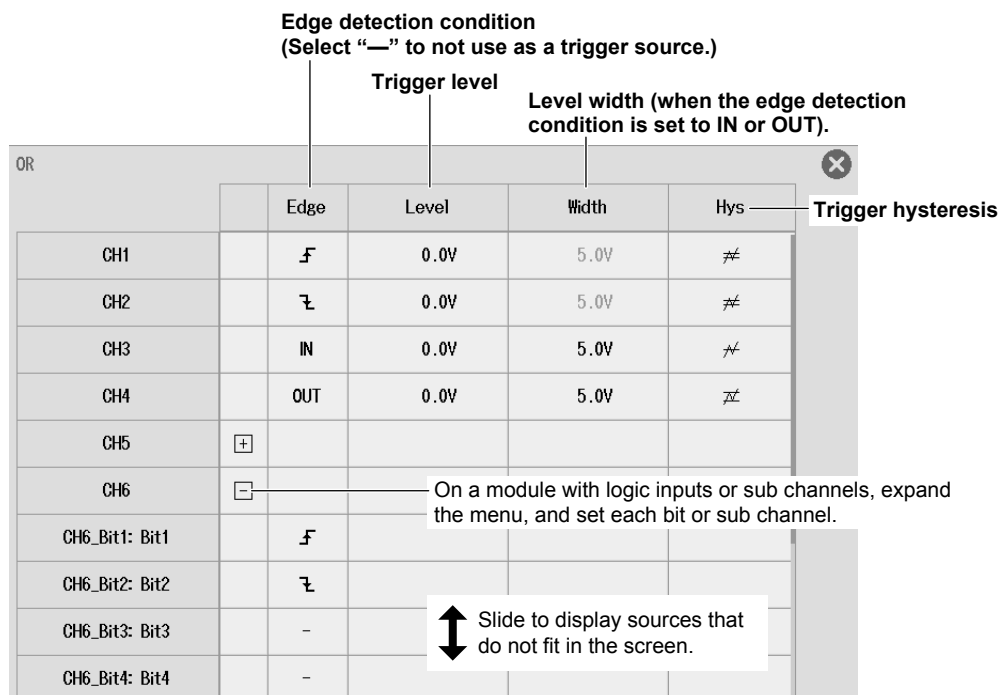 Edge detection condition
(Select “—” to not use as a trigger source.)
Trigger level
Level width (when the edge detection
condition is set to IN or OUT).
OR
Edge Level Width Hys Trigger hysteresis
CH1 0.0V 5.0V
CH2 0.0V 5.0V
CH3 IN 0.0V 5.0V
CH4 OUT 0.0V 5.0V
CH5 +
CH6 - On a module with logic inputs or sub channels, expand
the menu, and set each bit or sub channel.
CH6_Bit1: Bit1
CH6_Bit2: Bit2
CH6_Bit3: Bit3 - Slide to display sources that
do not fit in the screen.
CH6_Bit4: Bit4 -